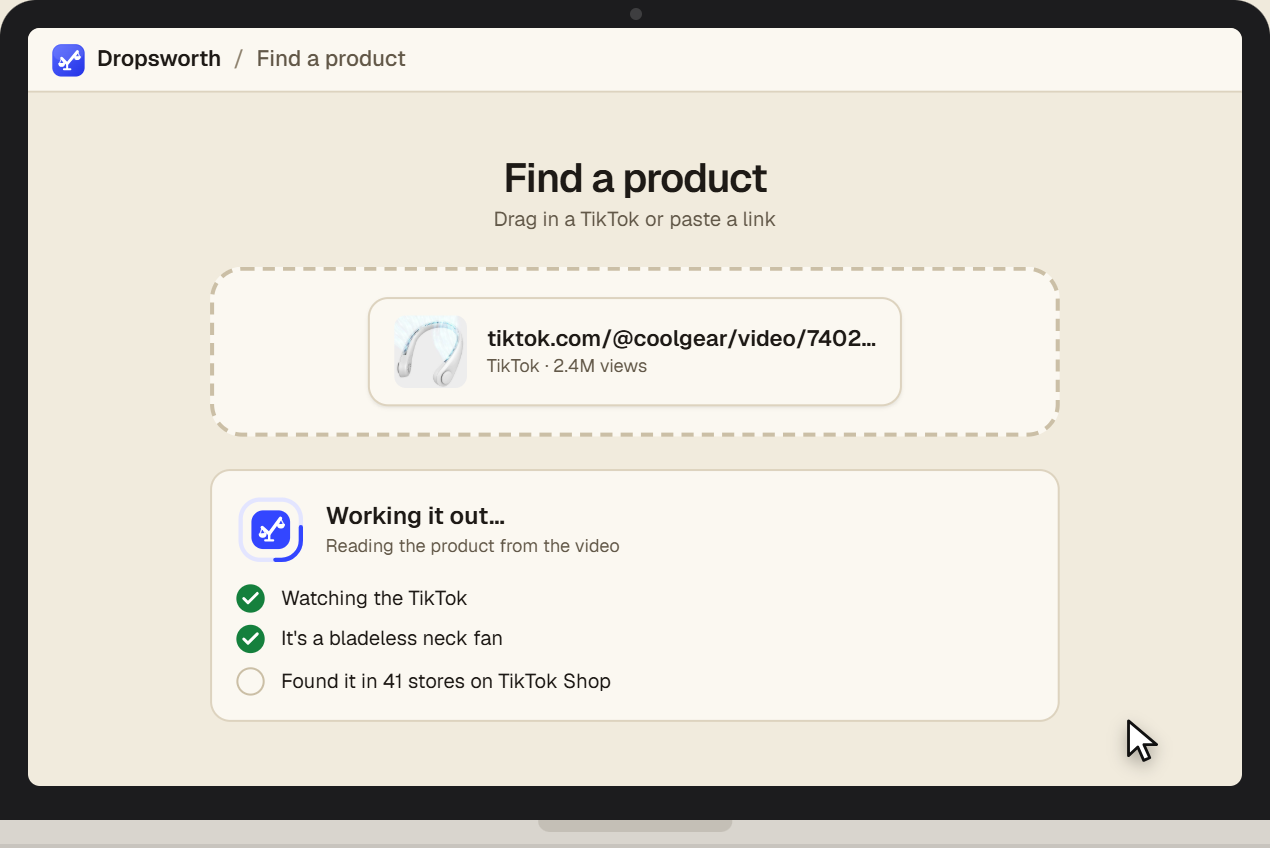 Dropsworth / Find a product
Find a product
Drag in a TikTok or paste a link
tiktok.com/@coolgear/video/7402...
TikTok · 2.4M views
Working it out...
Reading the product from the video
Watching the TikTok
It's a bladeless neck fan
Found it in 41 stores on TikTok Shop